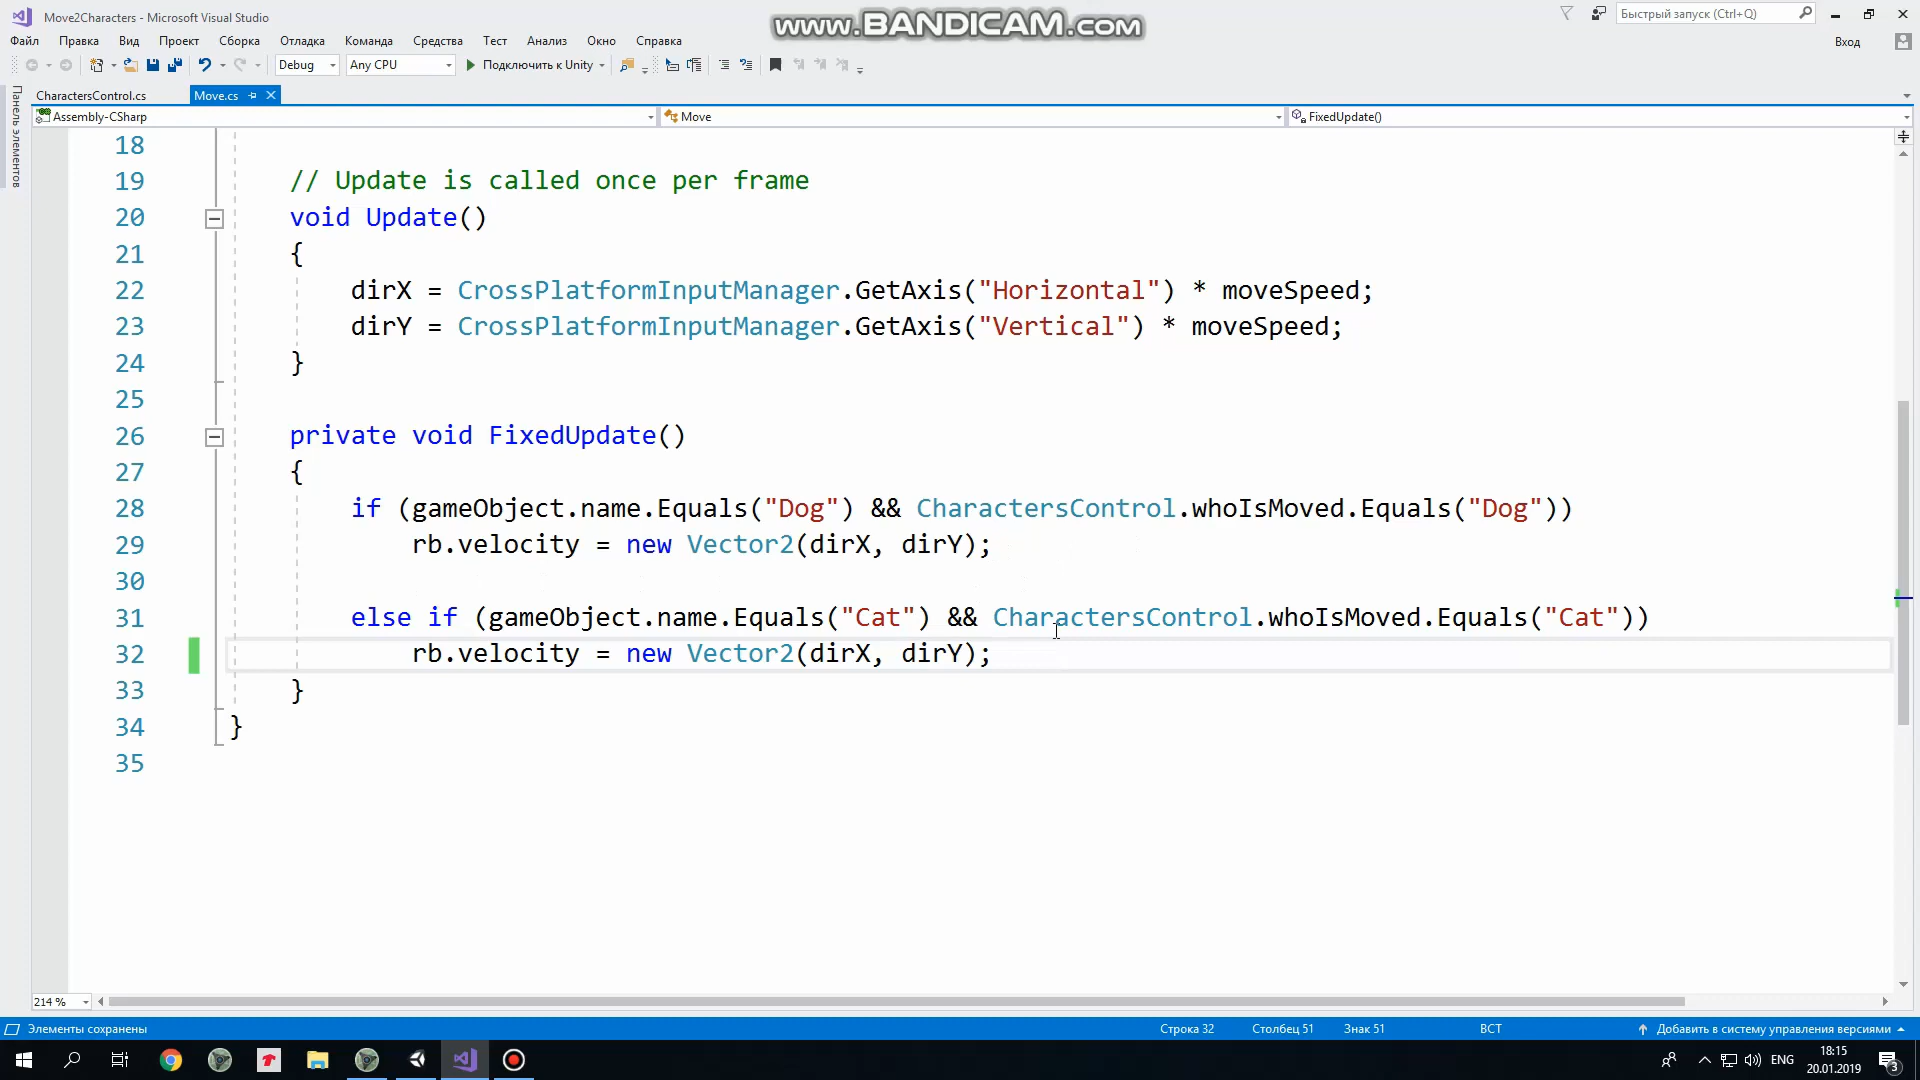 Move2Characters - Microsoft Visual Studio
www.BANDICAM.com
Быстрый запуск (Ctrl+Q)
Файл Правка Вид Проект Сборка Отладка Команда Средства Тест Анализ Окно Справка
Вход
Debug Any CPU Подключить к Unity
Панель элементов
CharactersControl.cs Move.cs
Assembly-CSharp Move FixedUpdate()
18
19 // Update is called once per frame
20 void Update()
21 {
22 dirX = CrossPlatformInputManager.GetAxis("Horizontal") * moveSpeed;
23 dirY = CrossPlatformInputManager.GetAxis("Vertical") * moveSpeed;
24 }
25
26 private void FixedUpdate()
27 {
28 if (gameObject.name.Equals("Dog") && CharactersControl.whoIsMoved.Equals("Dog"))
29 rb.velocity = new Vector2(dirX, dirY);
30
31 else if (gameObject.name.Equals("Cat") && CharactersControl.whoIsMoved.Equals("Cat"))
32 rb.velocity = new Vector2(dirX, dirY);
33 }
34 }
35
214 %
Элементы сохранены Строка 32 Столбец 51 Знак 51 ВСТ Добавить в систему управления версиями
ENG 18:15
20.01.2019
3